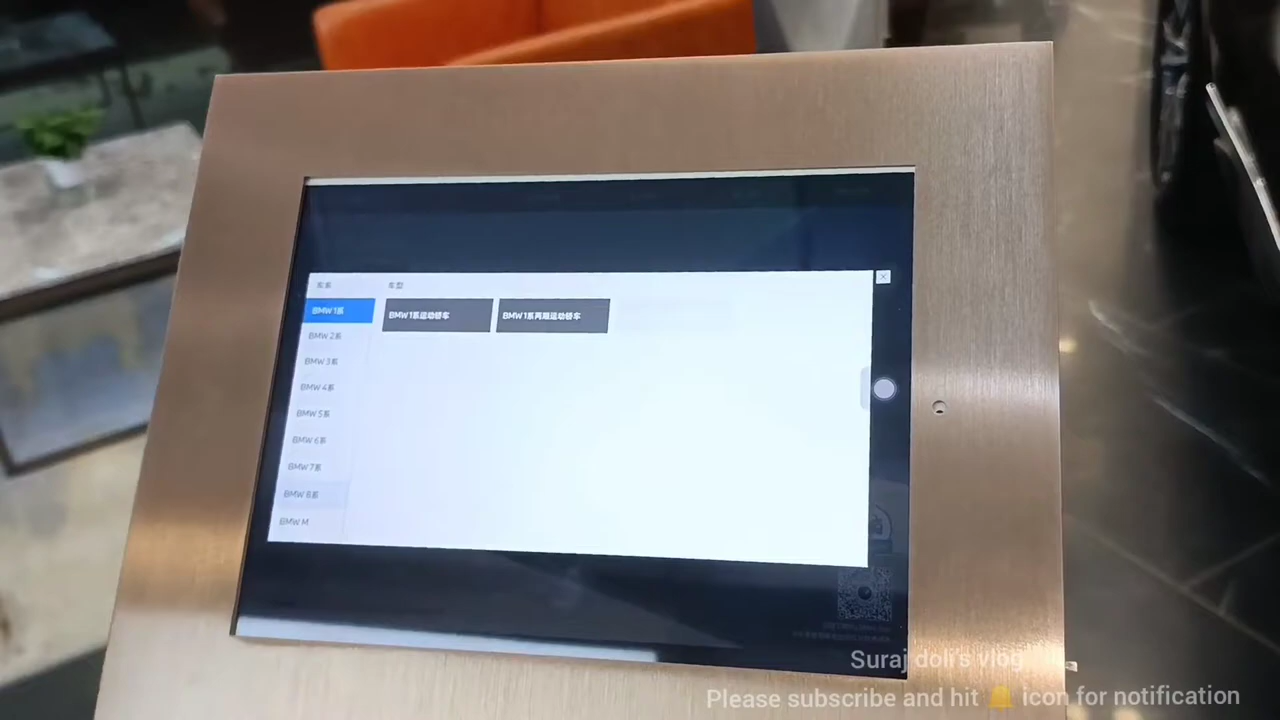 车系 车型
BMW 1系
BMW 1系运动轿车 BMW 1系两厢运动轿车
BMW 2系
BMW 3系
BMW 4系
BMW 5系
BMW 6系
BMW 7系
BMW 8系
BMW M
Suraj doli's vlog
Please subscribe and hit 🔔 icon for notification